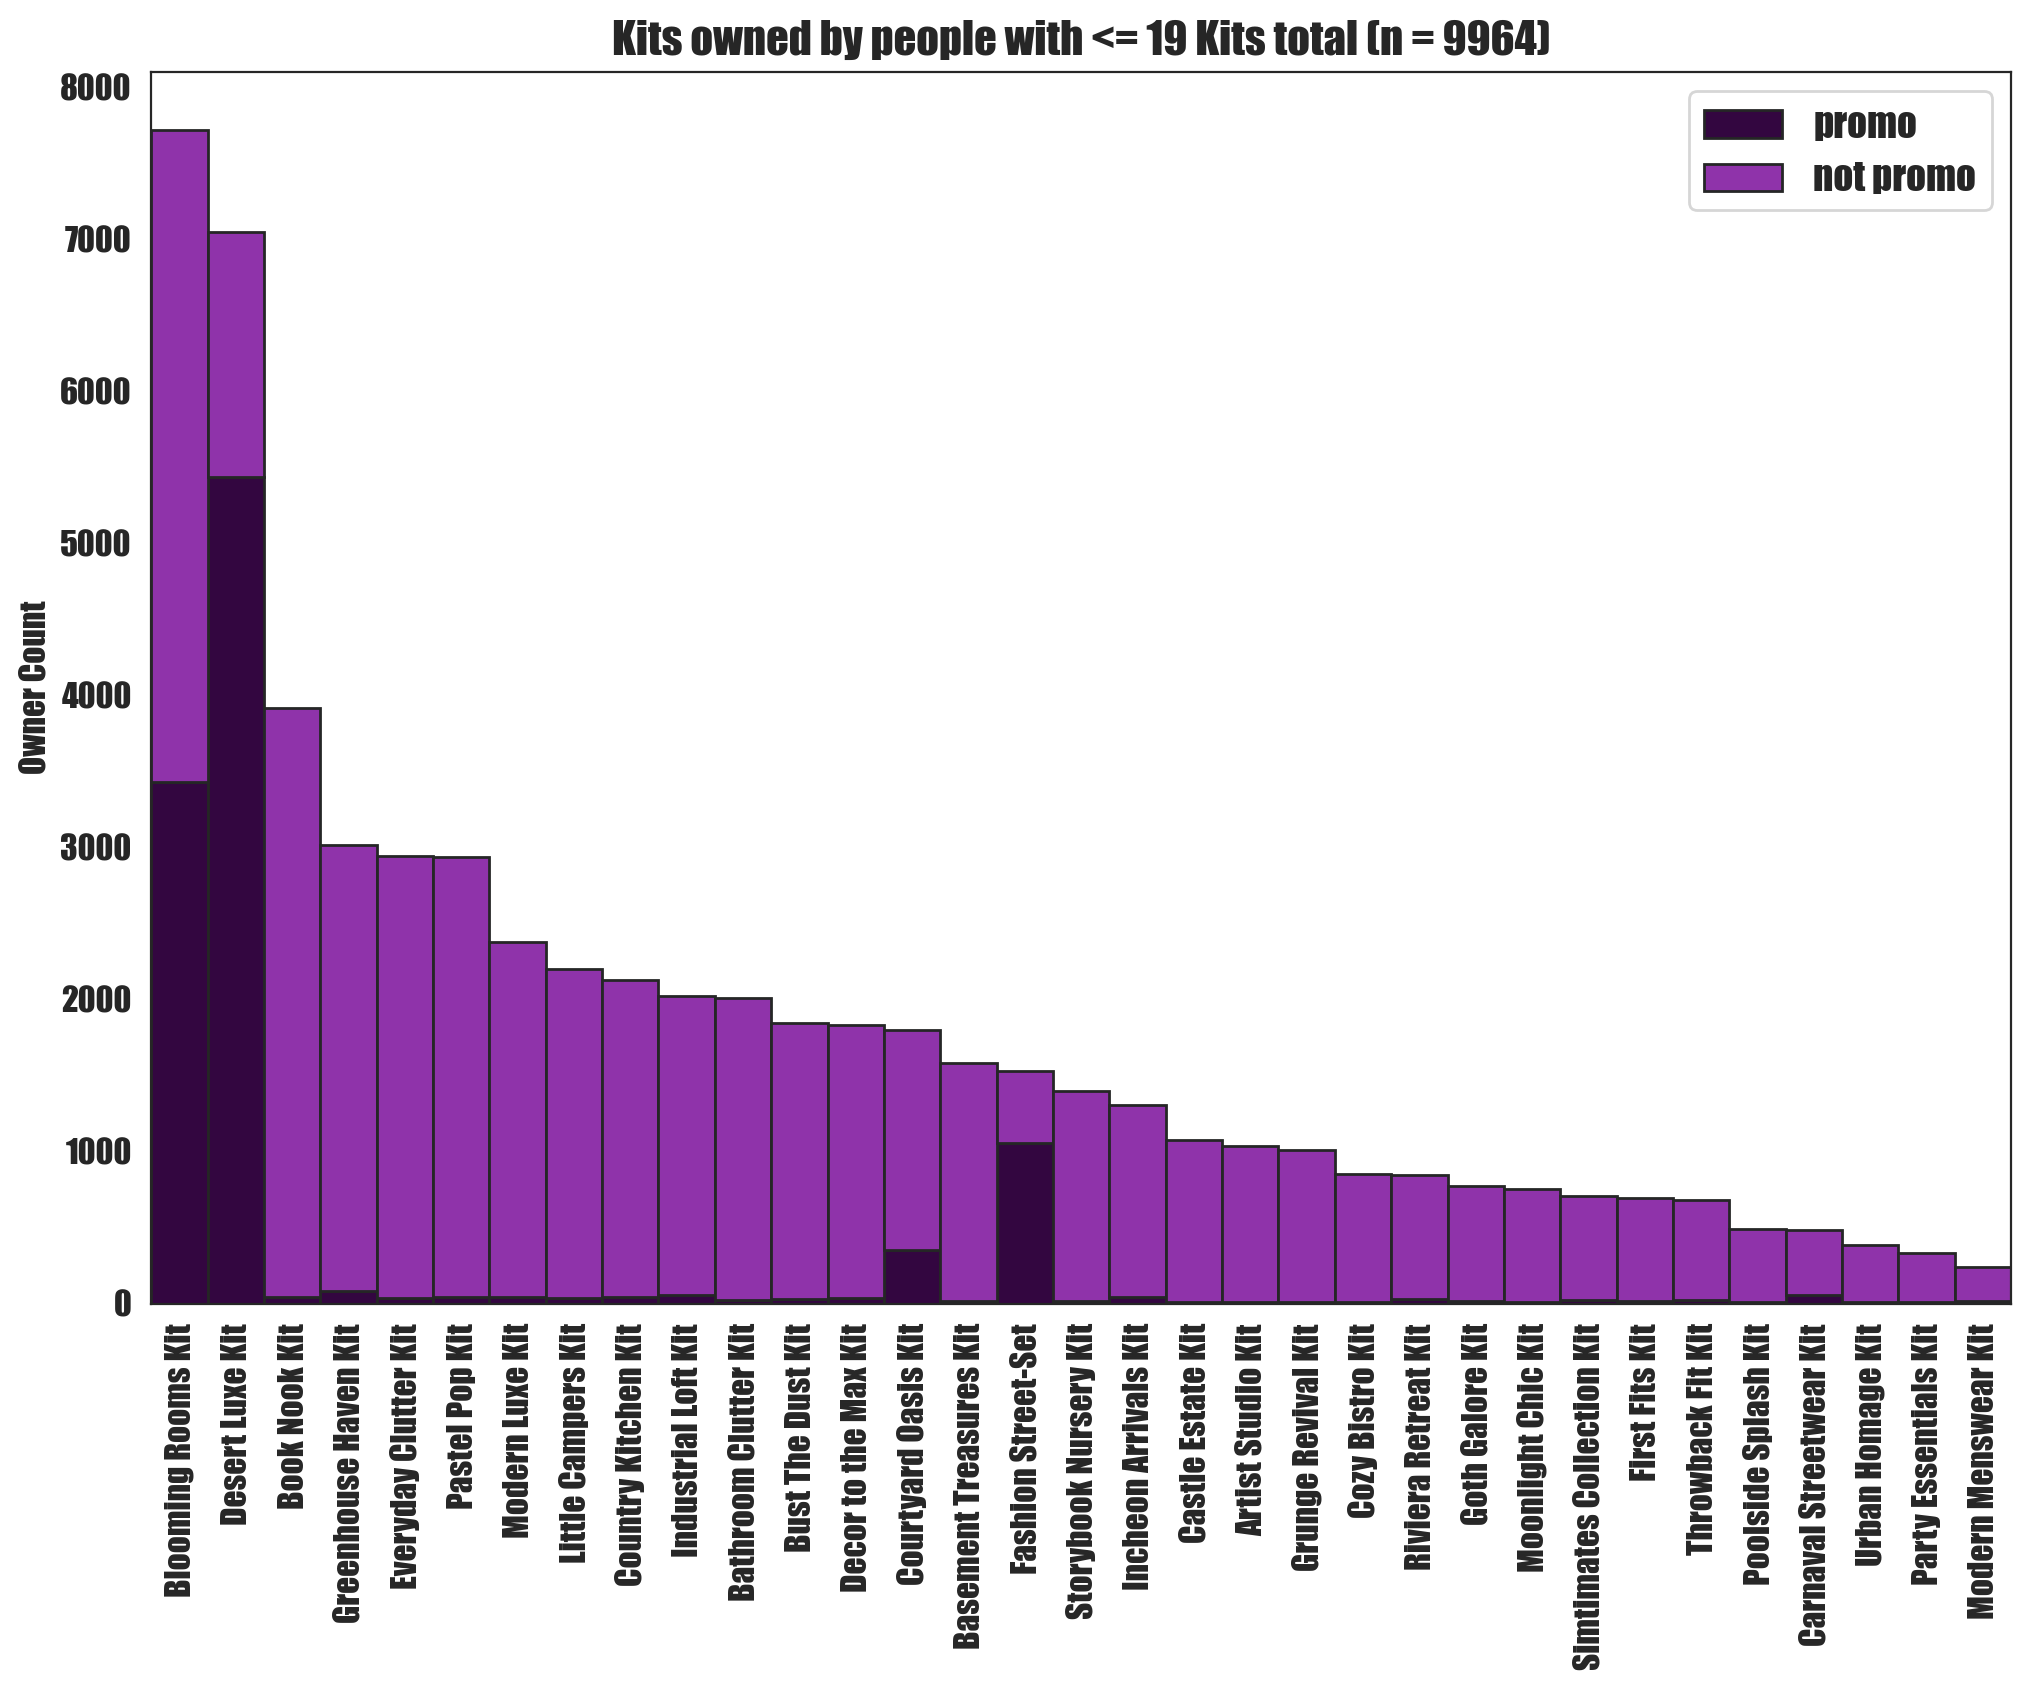 Kits owned by people with <= 19 Kits total (n = 9964)
promo
not promo
Owner Count
8000
7000
6000
5000
4000
3000
2000
1000
0
Blooming Rooms Kit
Desert Luxe Kit
Book Nook Kit
Greenhouse Haven Kit
Everyday Clutter Kit
Pastel Pop Kit
Modern Luxe Kit
Little Campers Kit
Country Kitchen Kit
Industrial Loft Kit
Bathroom Clutter Kit
Bust The Dust Kit
Decor to the Max Kit
Courtyard Oasis Kit
Basement Treasures Kit
Fashion Street-Set
Storybook Nursery Kit
Incheon Arrivals Kit
Castle Estate Kit
Artist Studio Kit
Grunge Revival Kit
Cozy Bistro Kit
Riviera Retreat Kit
Goth Galore Kit
Moonlight Chic Kit
Simtimates Collection Kit
First Fits Kit
Throwback Fit Kit
Poolside Splash Kit
Carnaval Streetwear Kit
Urban Homage Kit
Party Essentials Kit
Modern Menswear Kit